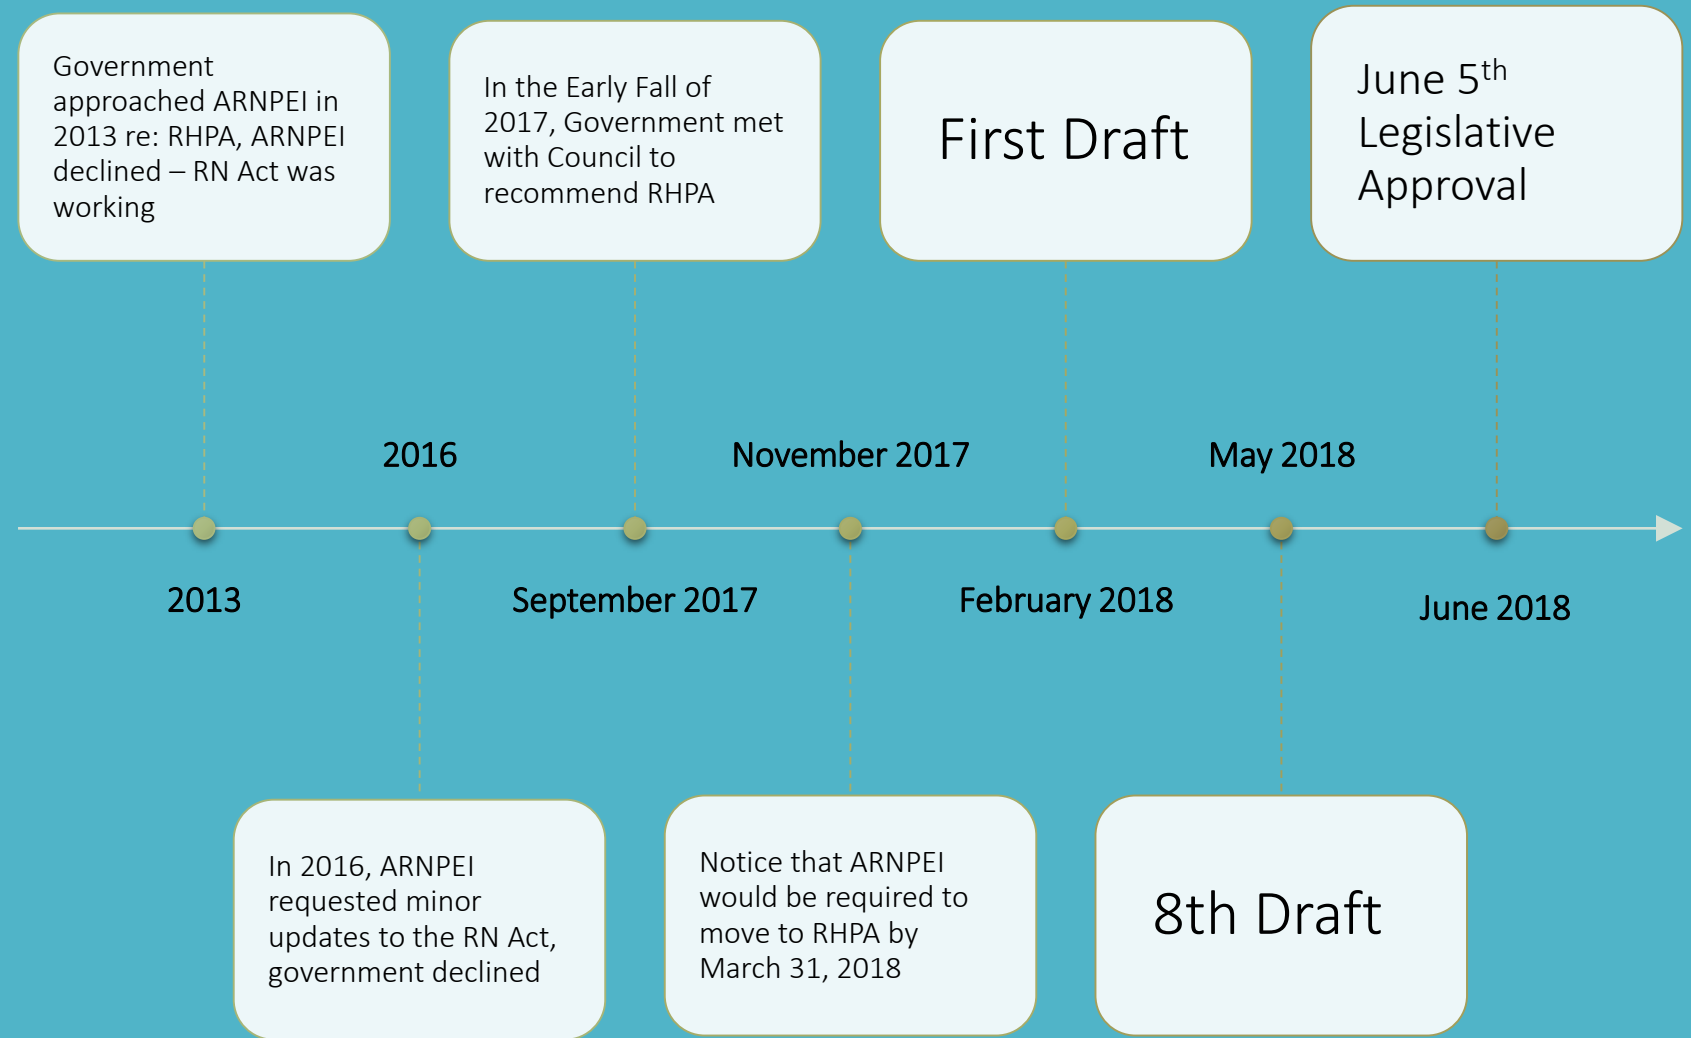 Government
approached ARNPEI in
2013 re: RHPA, ARNPEI
declined – RN Act was
working
In the Early Fall of
2017, Government met
with Council to
recommend RHPA
First Draft
June 5th
Legislative
Approval
2016
November 2017
May 2018
2013
September 2017
February 2018
June 2018
In 2016, ARNPEI
requested minor
updates to the RN Act,
government declined
Notice that ARNPEI
would be required to
move to RHPA by
March 31, 2018
8th Draft